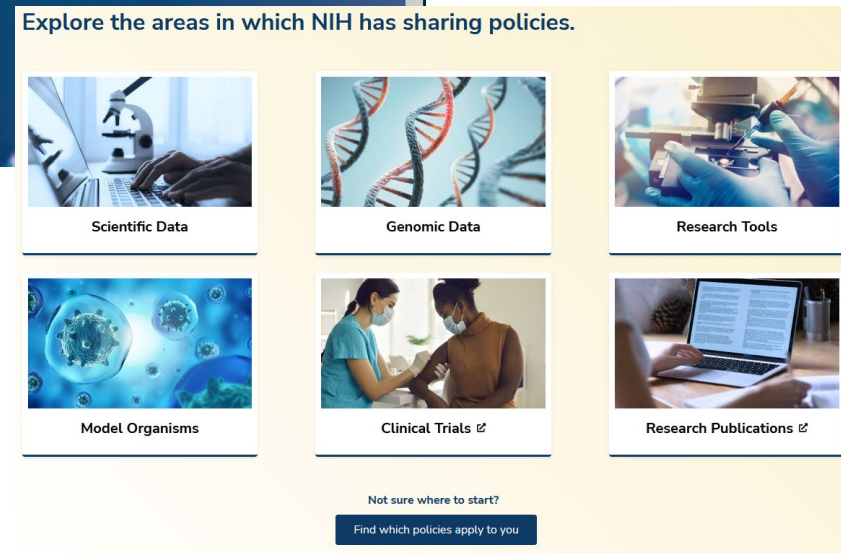 Explore the areas in which NIH has sharing policies.
Scientific Data
Genomic Data
Research Tools
Model Organisms
Clinical Trials
Research Publications
Not sure where to start?
Find which policies apply to you